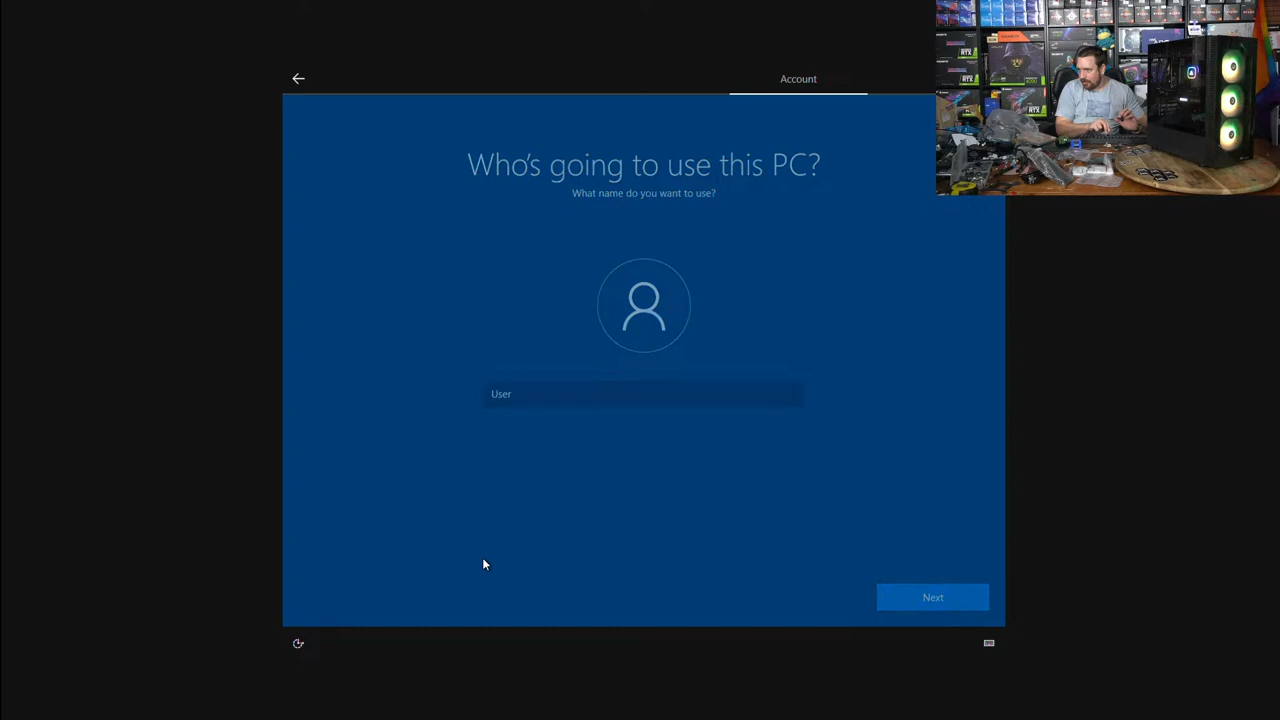 Account
Who's going to use this PC?
What name do you want to use?
User
Next